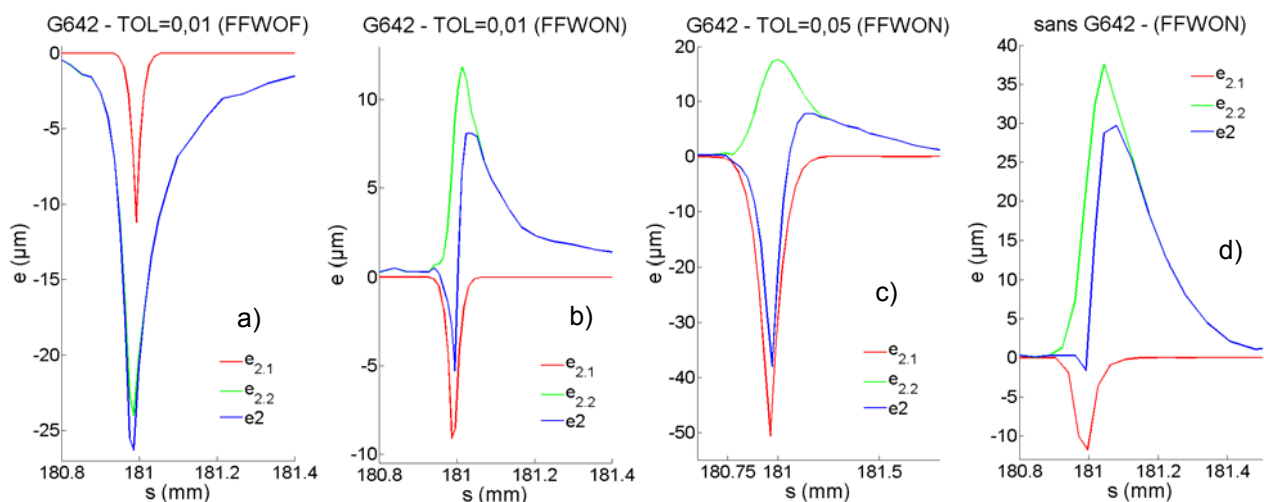 G642 - TOL=0,01 (FFWOF)
0
-5
-10
-15
-20
-25
e (µm)
180.8
181
181.2
181.4
s (mm)
a)
e2.1
e2.2
e2
G642 - TOL=0,01 (FFWON)
10
5
0
-5
-10
e (µm)
180.8
181
181.2
181.4
s (mm)
b)
e2.1
e2.2
e2
G642 - TOL=0,05 (FFWON)
20
10
0
-10
-20
-30
-40
-50
e (µm)
180.75
181
181.5
s (mm)
c)
e2.1
e2.2
e2
sans G642 - (FFWON)
40
35
30
25
20
15
10
5
0
-5
-10
e (µm)
180.8
181
181.2
181.4
s (mm)
d)
e2.1
e2.2
e2